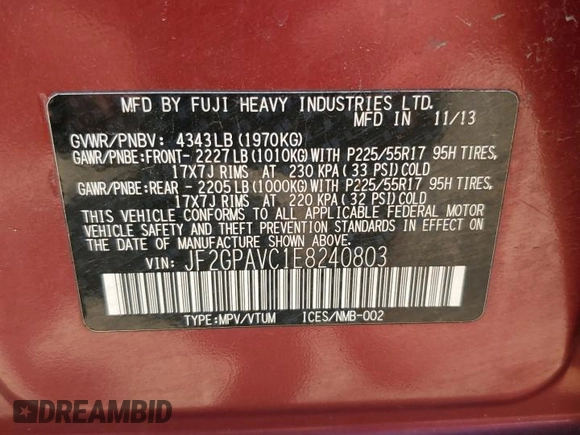 MFD BY FUJI HEAVY INDUSTRIES LTD.
MFD IN 11/13
GVWR/PNBV: 4343LB(1970KG)
GAWR/PNBE:FRONT- 2227LB(1010KG)WITH P225/55R17 95H TIRES,
17X7J RIMS AT 230 KPA(33 PSI)COLD
GAWR/PNBE:REAR - 2205LB(1000KG)WITH P225/55R17 95H TIRES,
17X7J RIMS AT 220 KPA(32 PSI)COLD
THIS VEHICLE CONFORMS TO ALL APPLICABLE FEDERAL MOTOR
VEHICLE SAFETY AND THEFT PREVENTION STANDARDS IN EFFECT ON
THE DATE OF MANUFACTURE SHOWN ABOVE.
VIN: JF2GPAVC1E8240803
TYPE:MPV/VTUM ICES/NMB-002
DREAMBID